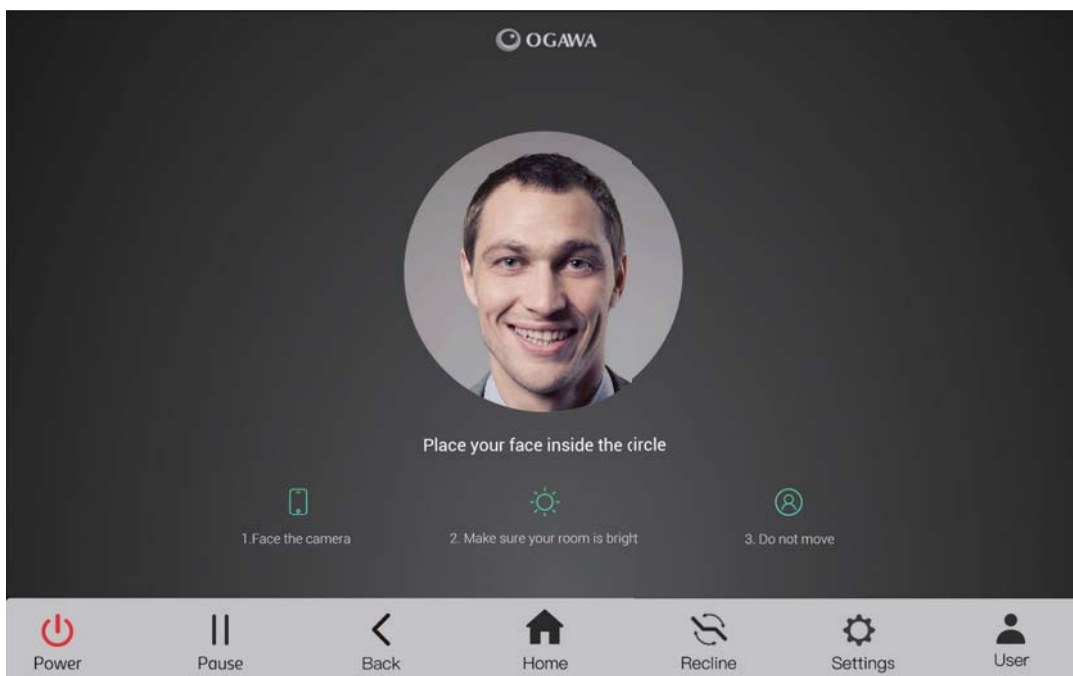 OGAWA
Place your face inside the circle
1.Face the camera
2. Make sure your room is bright
3. Do not move
Power
Pause
Back
Home
Recline
Settings
User